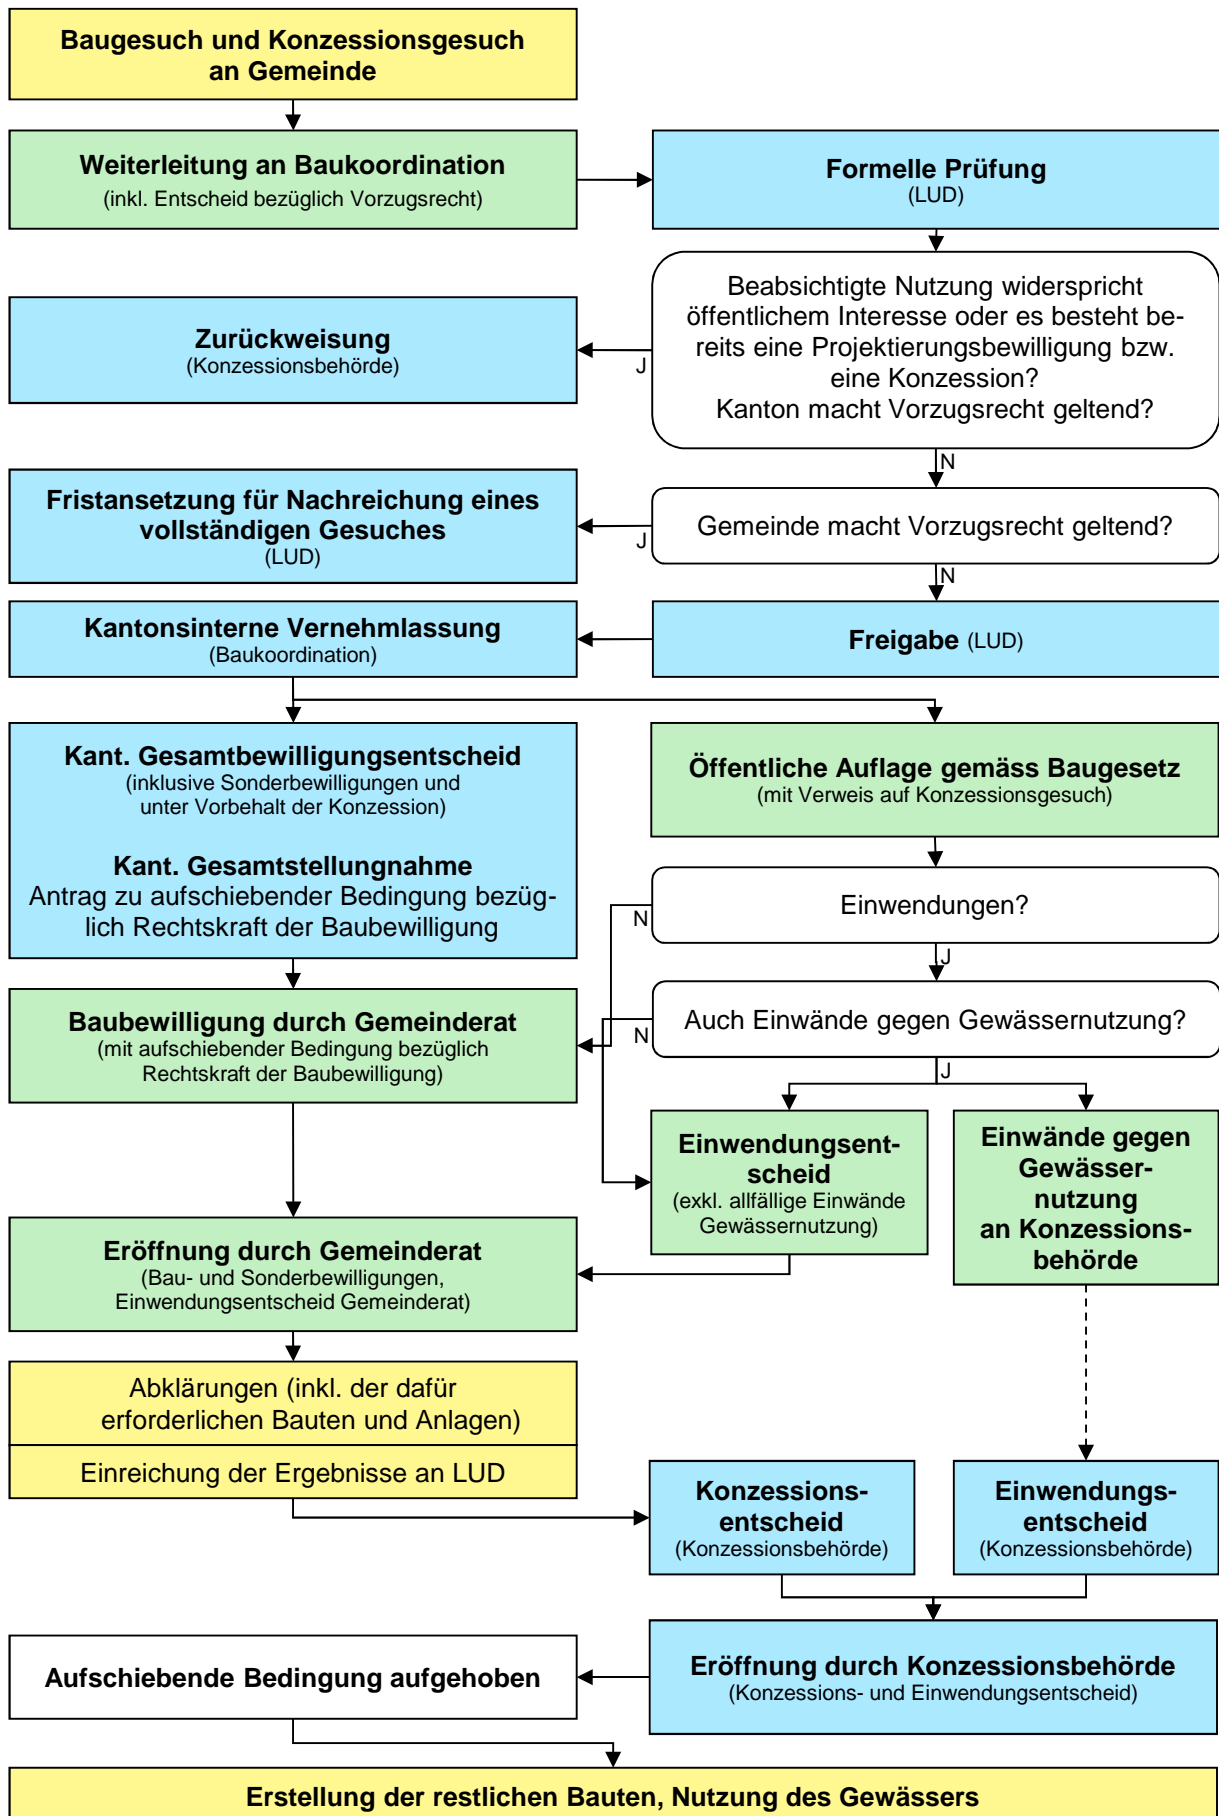 Baugesuch und Konzessionsgesuch
an Gemeinde
Weiterleitung an Baukoordination
(inkl. Entscheid bezüglich Vorzugsrecht)
Formelle Prüfung
(LUD)
Beabsichtigte Nutzung widerspricht
öffentlichem Interesse oder es besteht be-
reits eine Projektierungsbewilligung bzw.
eine Konzession?
Kanton macht Vorzugsrecht geltend?
J
Zurückweisung
(Konzessionsbehörde)
N
Gemeinde macht Vorzugsrecht geltend?
J
Fristansetzung für Nachreichung eines
vollständigen Gesuches
(LUD)
N
Freigabe (LUD)
Kantonsinterne Vernehmlassung
(Baukoordination)
Kant. Gesamtbewilligungsentscheid
(inklusive Sonderbewilligungen und
unter Vorbehalt der Konzession)
Kant. Gesamtstellungnahme
Antrag zu aufschiebender Bedingung bezüg-
lich Rechtskraft der Baubewilligung
Öffentliche Auflage gemäss Baugesetz
(mit Verweis auf Konzessionsgesuch)
Einwendungen?
N
J
Auch Einwände gegen Gewässernutzung?
N
J
Baubewilligung durch Gemeinderat
(mit aufschiebender Bedingung bezüglich
Rechtskraft der Baubewilligung)
Einwendungsent-
scheid
(exkl. allfällige Einwände
Gewässernutzung)
Einwände gegen
Gewässer-
nutzung
an Konzessions-
behörde
Eröffnung durch Gemeinderat
(Bau- und Sonderbewilligungen,
Einwendungsentscheid Gemeinderat)
Abklärungen (inkl. der dafür
erforderlichen Bauten und Anlagen)
Einreichung der Ergebnisse an LUD
Konzessions-
entscheid
(Konzessionsbehörde)
Einwendungs-
entscheid
(Konzessionsbehörde)
Eröffnung durch Konzessionsbehörde
(Konzessions- und Einwendungsentscheid)
Aufschiebende Bedingung aufgehoben
Erstellung der restlichen Bauten, Nutzung des Gewässers